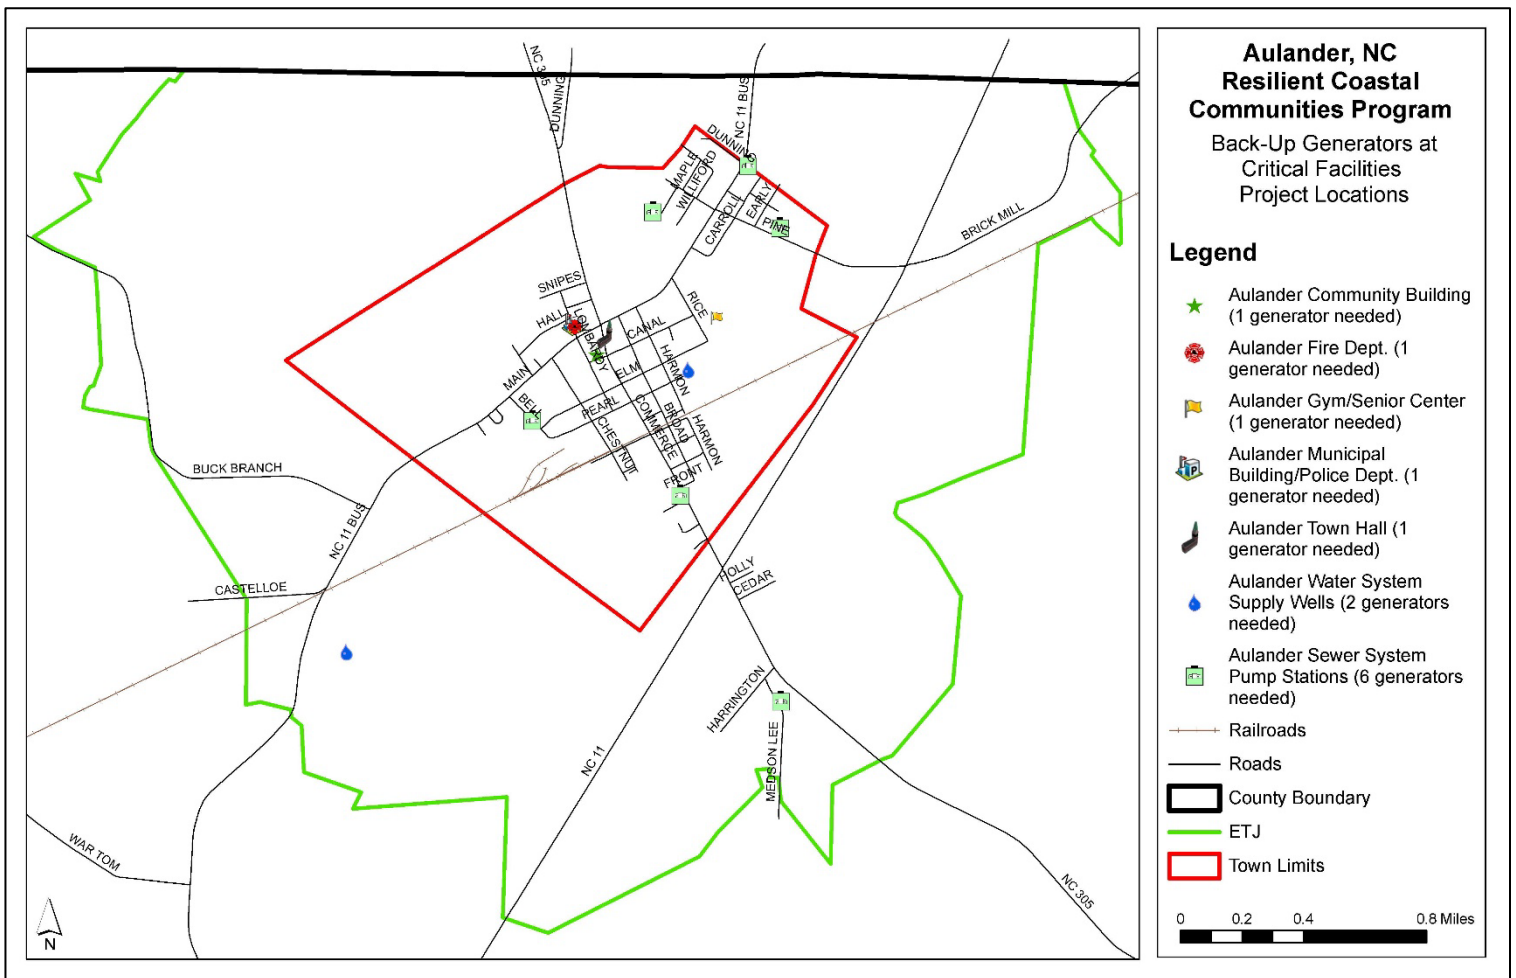 NC 305
DUNNING
NC 11 BUS
DUNNING
MAPLE
WILLIFORD
EARLY
CARROLL
PINE
BRICK MILL
SNIPES
HALL
LOMBARDY
CANAL
RICE
HARMON
ELM
MAIN
BELL
PEARL
COMMERCE
BROAD
HARMON
CHESTNUT
FRONT
BUCK BRANCH
NC 11 BUS
CASTELLOE
HOLLY
CEDAR
HARRINGTON
MEDSON LEE
NC 11
WAR TOM
NC 305
N
Aulander, NC
Resilient Coastal
Communities Program
Back-Up Generators at
Critical Facilities
Project Locations
Legend
Aulander Community Building
(1 generator needed)
Aulander Fire Dept. (1
generator needed)
Aulander Gym/Senior Center
(1 generator needed)
Aulander Municipal
Building/Police Dept. (1
generator needed)
Aulander Town Hall (1
generator needed)
Aulander Water System
Supply Wells (2 generators
needed)
Aulander Sewer System
Pump Stations (6 generators
needed)
Railroads
Roads
County Boundary
ETJ
Town Limits
0 0.2 0.4 0.8 Miles